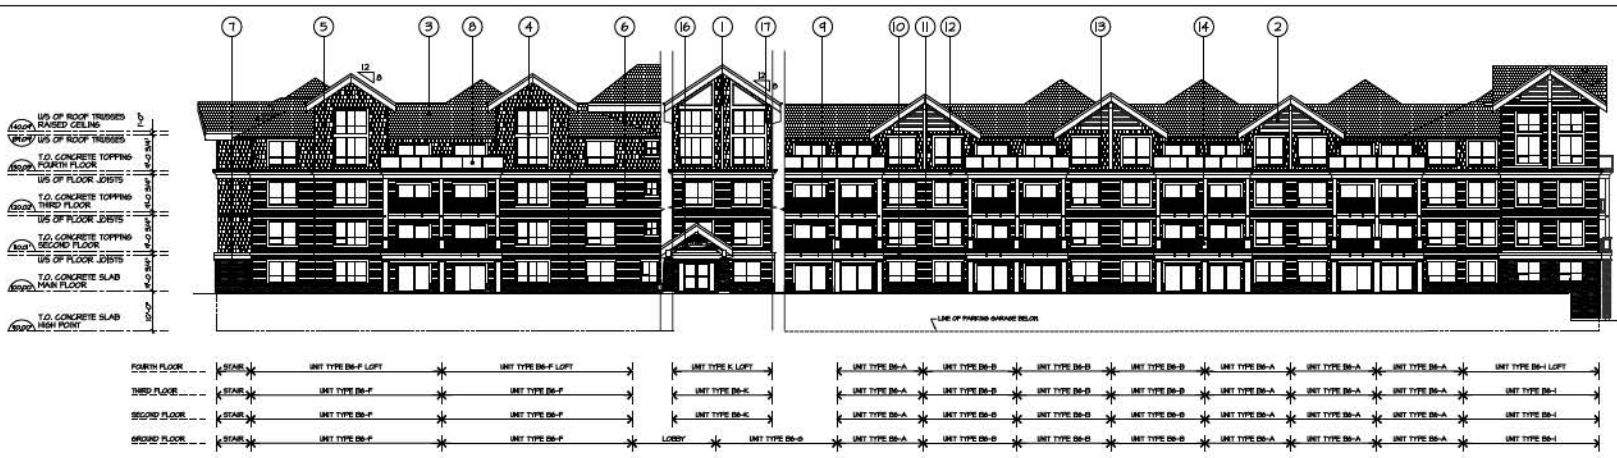 7 5 3 8 4 6 16 1 17 9 10 11 12 13 14 2
12
8
12
8
U/S OF ROOF TRUSSES
RAISED CEILING
U/S OF ROOF TRUSSES
T.O. CONCRETE TOPPING
FOURTH FLOOR
U/S OF FLOOR JOISTS
T.O. CONCRETE TOPPING
THIRD FLOOR
U/S OF FLOOR JOISTS
T.O. CONCRETE TOPPING
SECOND FLOOR
U/S OF FLOOR JOISTS
T.O. CONCRETE SLAB
MAIN FLOOR
T.O. CONCRETE SLAB
HIGH POINT
10'-0"
LINE OF PARKING GARAGE BELOW
FOURTH FLOOR STAIR UNIT TYPE B6-F LOFT UNIT TYPE B6-F LOFT UNIT TYPE K LOFT UNIT TYPE B6-A UNIT TYPE B6-B UNIT TYPE B6-B UNIT TYPE B6-B UNIT TYPE B6-A UNIT TYPE B6-A UNIT TYPE B6-A UNIT TYPE B6-I LOFT
THIRD FLOOR STAIR UNIT TYPE B6-F UNIT TYPE B6-F UNIT TYPE B6-K UNIT TYPE B6-A UNIT TYPE B6-B UNIT TYPE B6-B UNIT TYPE B6-B UNIT TYPE B6-A UNIT TYPE B6-A UNIT TYPE B6-A UNIT TYPE B6-I
SECOND FLOOR STAIR UNIT TYPE B6-F UNIT TYPE B6-F UNIT TYPE B6-K UNIT TYPE B6-A UNIT TYPE B6-B UNIT TYPE B6-B UNIT TYPE B6-B UNIT TYPE B6-A UNIT TYPE B6-A UNIT TYPE B6-A UNIT TYPE B6-I
GROUND FLOOR STAIR UNIT TYPE B6-F UNIT TYPE B6-F LOBBY UNIT TYPE B6-G UNIT TYPE B6-A UNIT TYPE B6-B UNIT TYPE B6-B UNIT TYPE B6-B UNIT TYPE B6-A UNIT TYPE B6-A UNIT TYPE B6-A UNIT TYPE B6-I